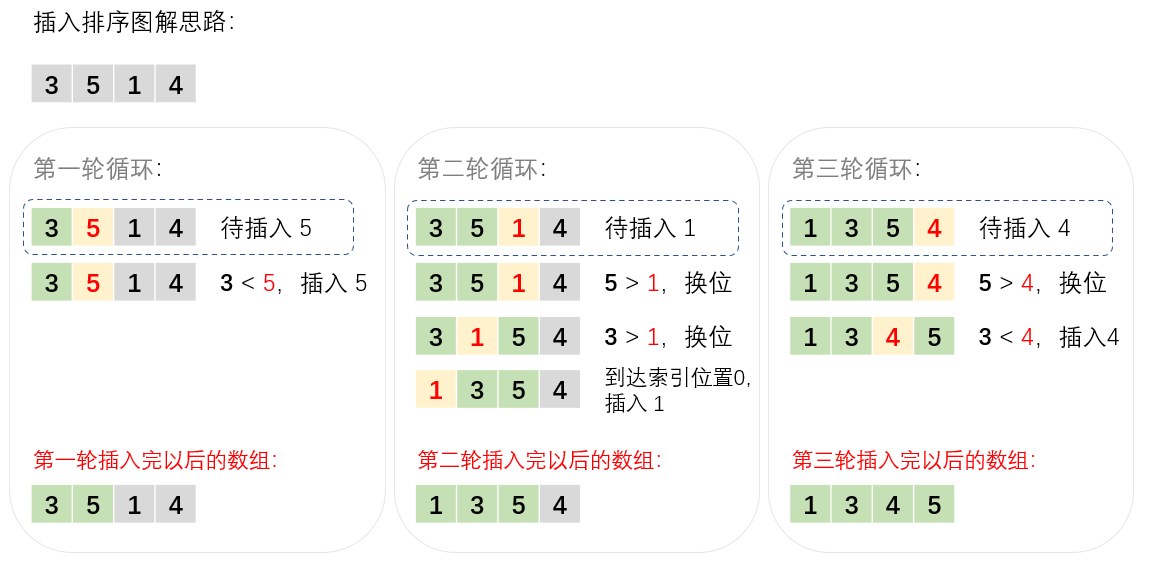 插入排序图解思路：
3 5 1 4
第一轮循环：
3 5 1 4 待插入 5
3 5 1 4 3 < 5， 插入 5
第一轮插入完以后的数组：
3 5 1 4
第二轮循环：
3 5 1 4 待插入 1
3 5 1 4 5 > 1， 换位
3 1 5 4 3 > 1， 换位
1 3 5 4 到达索引位置0，
插入 1
第二轮插入完以后的数组：
1 3 5 4
第三轮循环：
1 3 5 4 待插入 4
1 3 5 4 5 > 4， 换位
1 3 4 5 3 < 4， 插入4
第三轮插入完以后的数组：
1 3 4 5